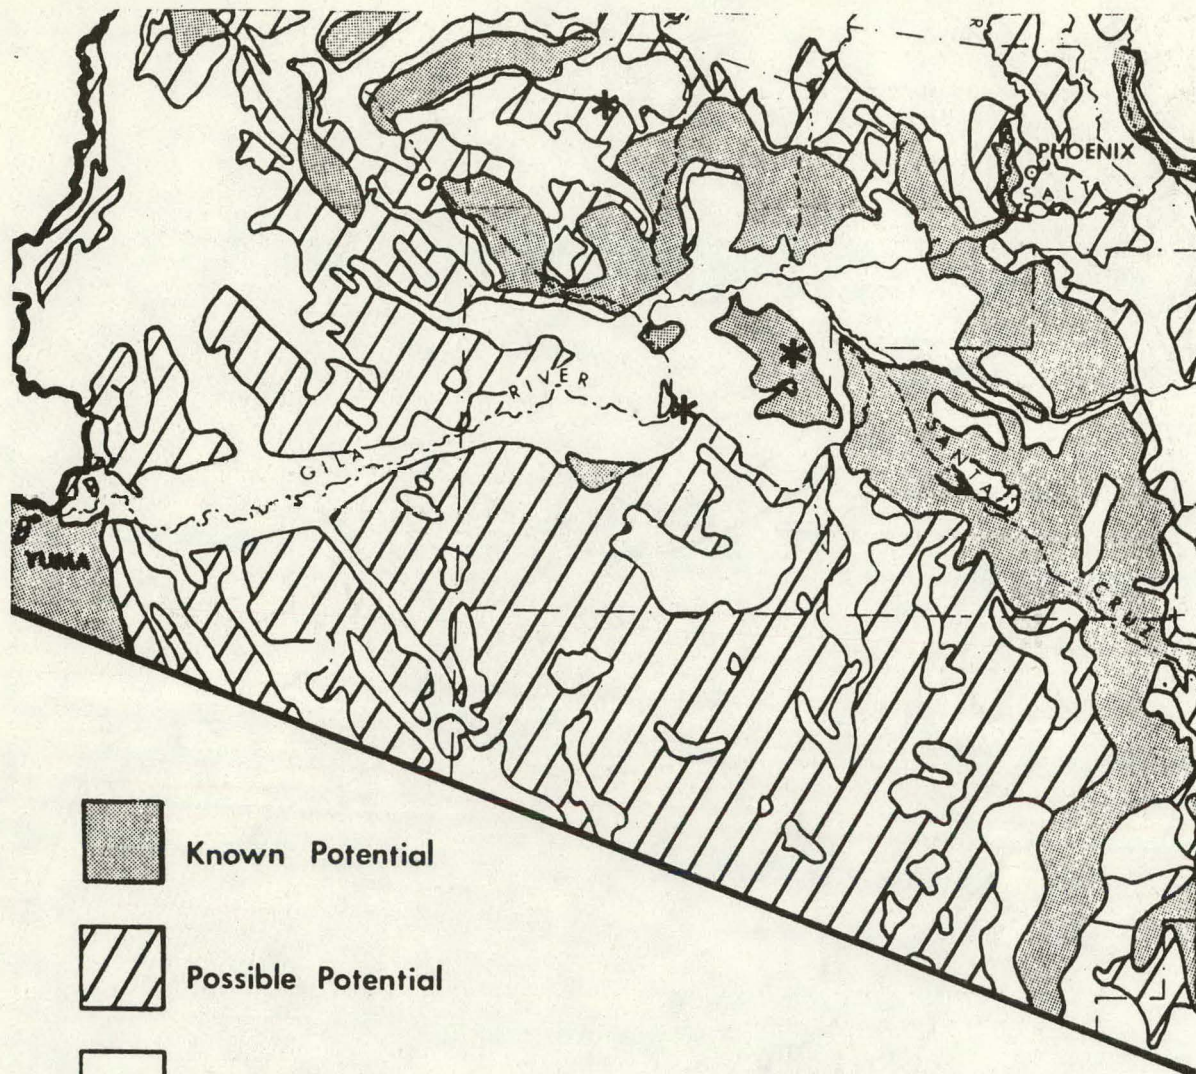 PHOENIX
SALT
RIVER
GILA
SANTA
YUMA
CRUZ
Known Potential
Possible Potential